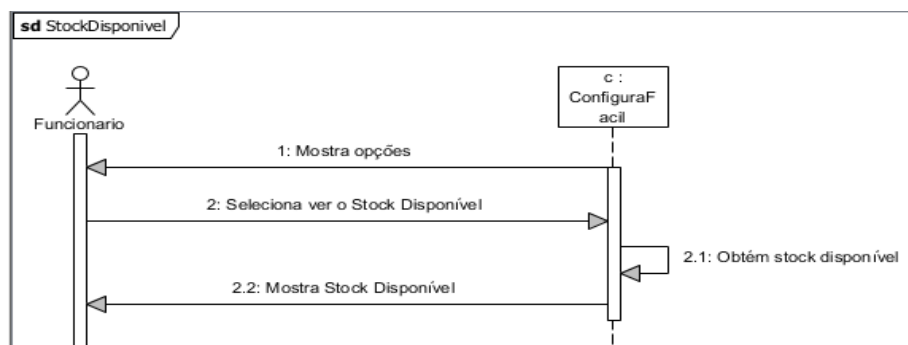 sd StockDisponivel
Funcionario
c :
ConfiguraF
acil
1: Mostra opções
2: Seleciona ver o Stock Disponível
2.1: Obtém stock disponível
2.2: Mostra Stock Disponível